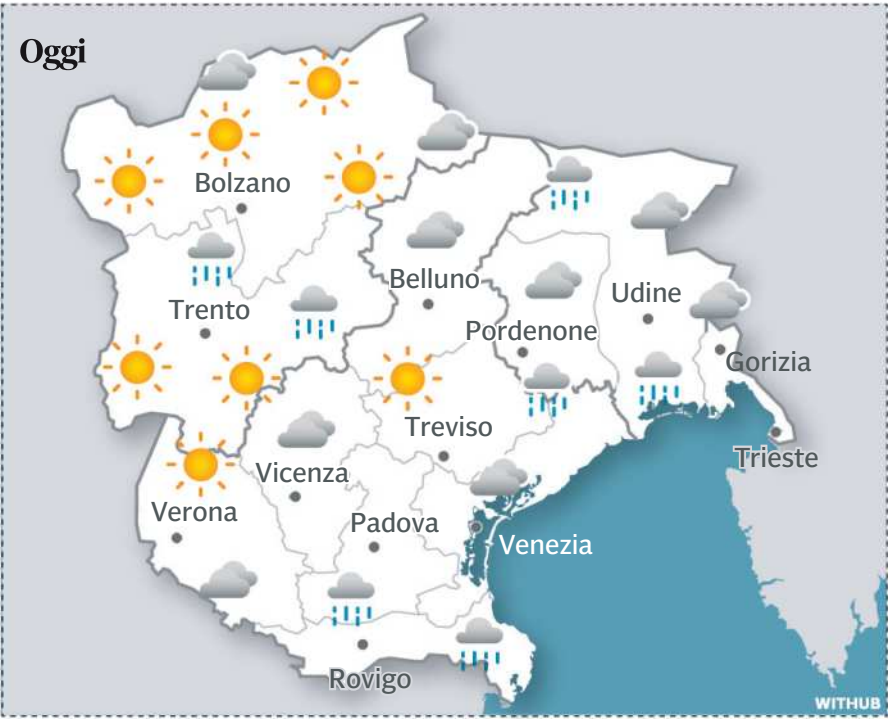 Oggi
Bolzano
Trento
Belluno
Udine
Pordenone
Gorizia
Treviso
Trieste
Vicenza
Verona
Padova
Venezia
Rovigo
WITHUB